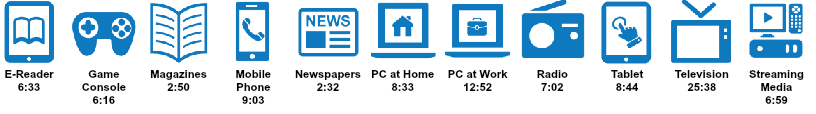 NEWS
E-Reader
6:33
Game
Console
6:16
Magazines
2:50
Mobile
Phone
9:03
Newspapers
2:32
PC at Home
8:33
PC at Work
12:52
Radio
7:02
Tablet
8:44
Television
25:38
Streaming
Media
6:59